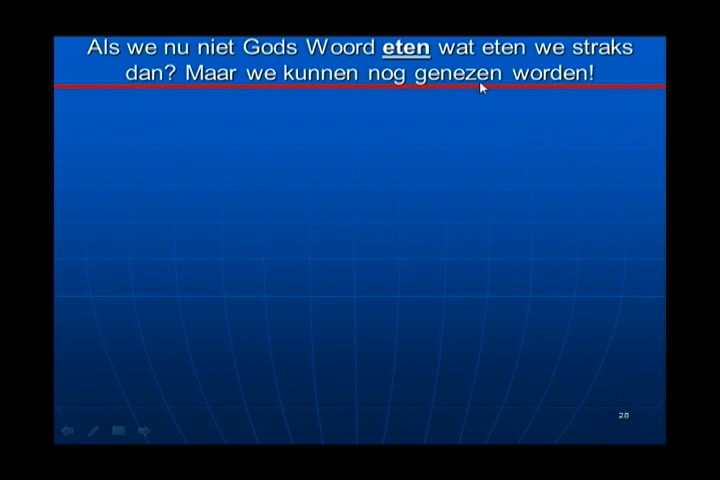 Als we nu niet Gods Woord eten wat eten we straks
dan? Maar we kunnen nog genezen worden!
28